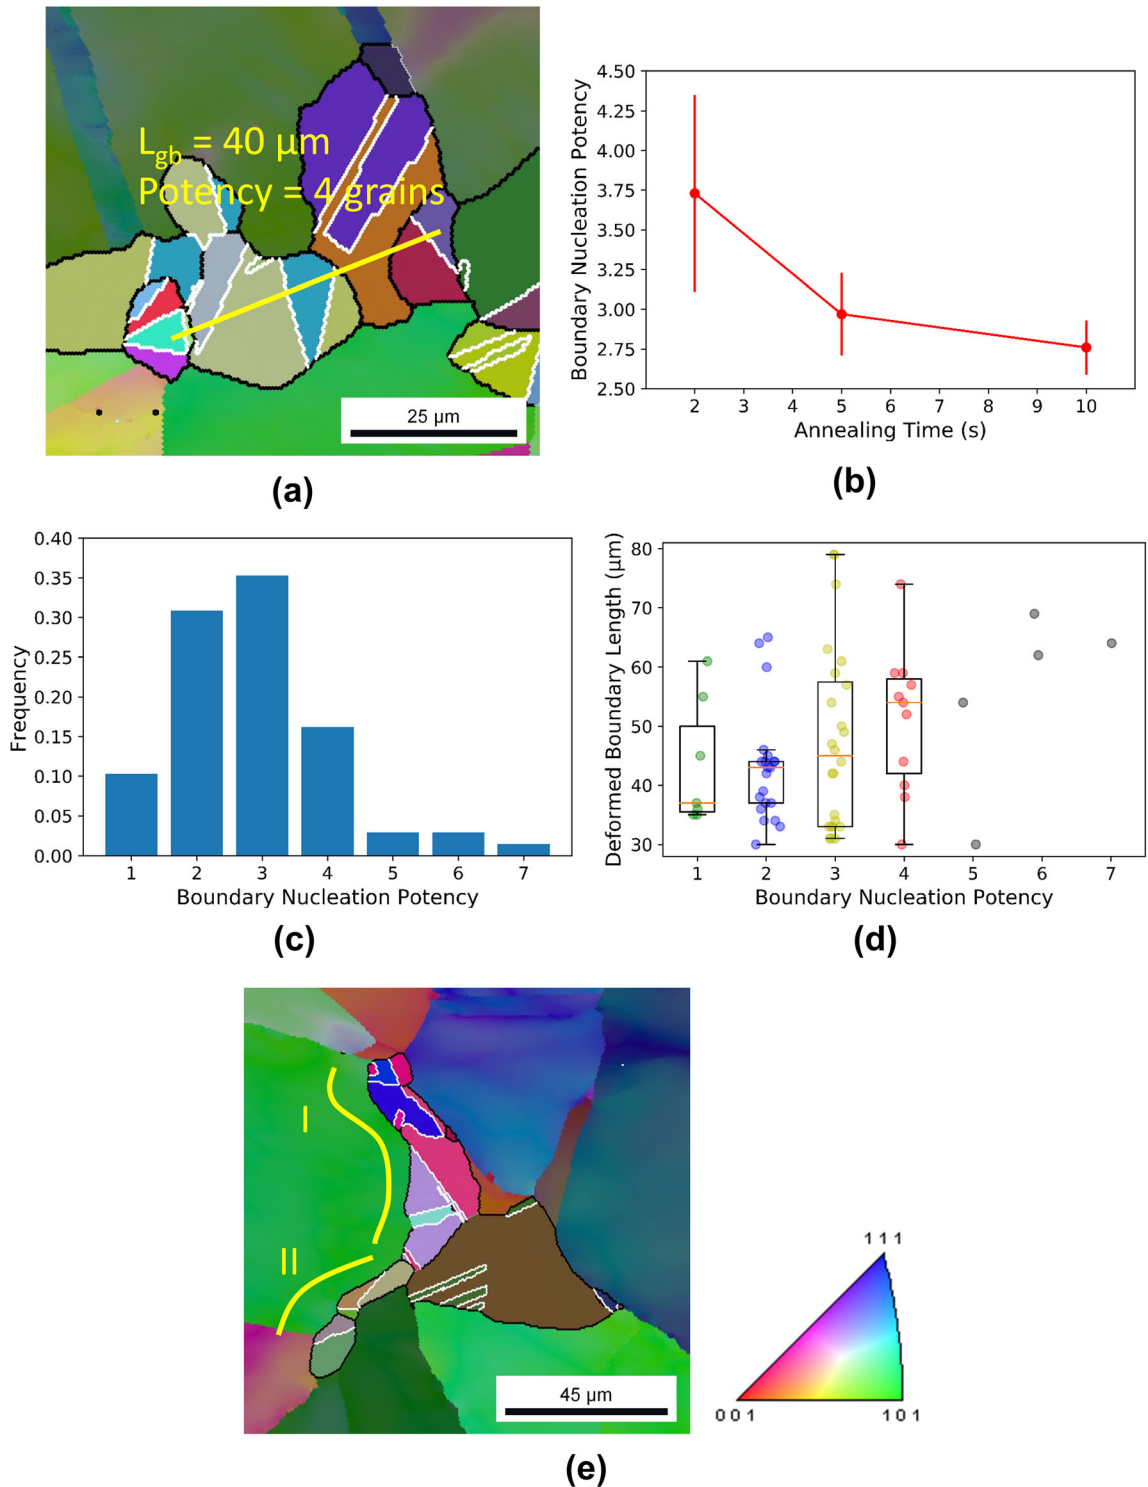 L_gb = 40 µm
Potency = 4 grains
25 µm
(a)
Boundary Nucleation Potency
4.50
4.25
4.00
3.75
3.50
3.25
3.00
2.75
2.50
2 3 4 5 6 7 8 9 10
Annealing Time (s)
(b)
Frequency
0.40
0.35
0.30
0.25
0.20
0.15
0.10
0.05
0.00
1 2 3 4 5 6 7
Boundary Nucleation Potency
(c)
Deformed Boundary Length (µm)
80
70
60
50
40
30
1 2 3 4 5 6 7
Boundary Nucleation Potency
(d)
I
II
45 µm
1 1 1
0 0 1
1 0 1
(e)